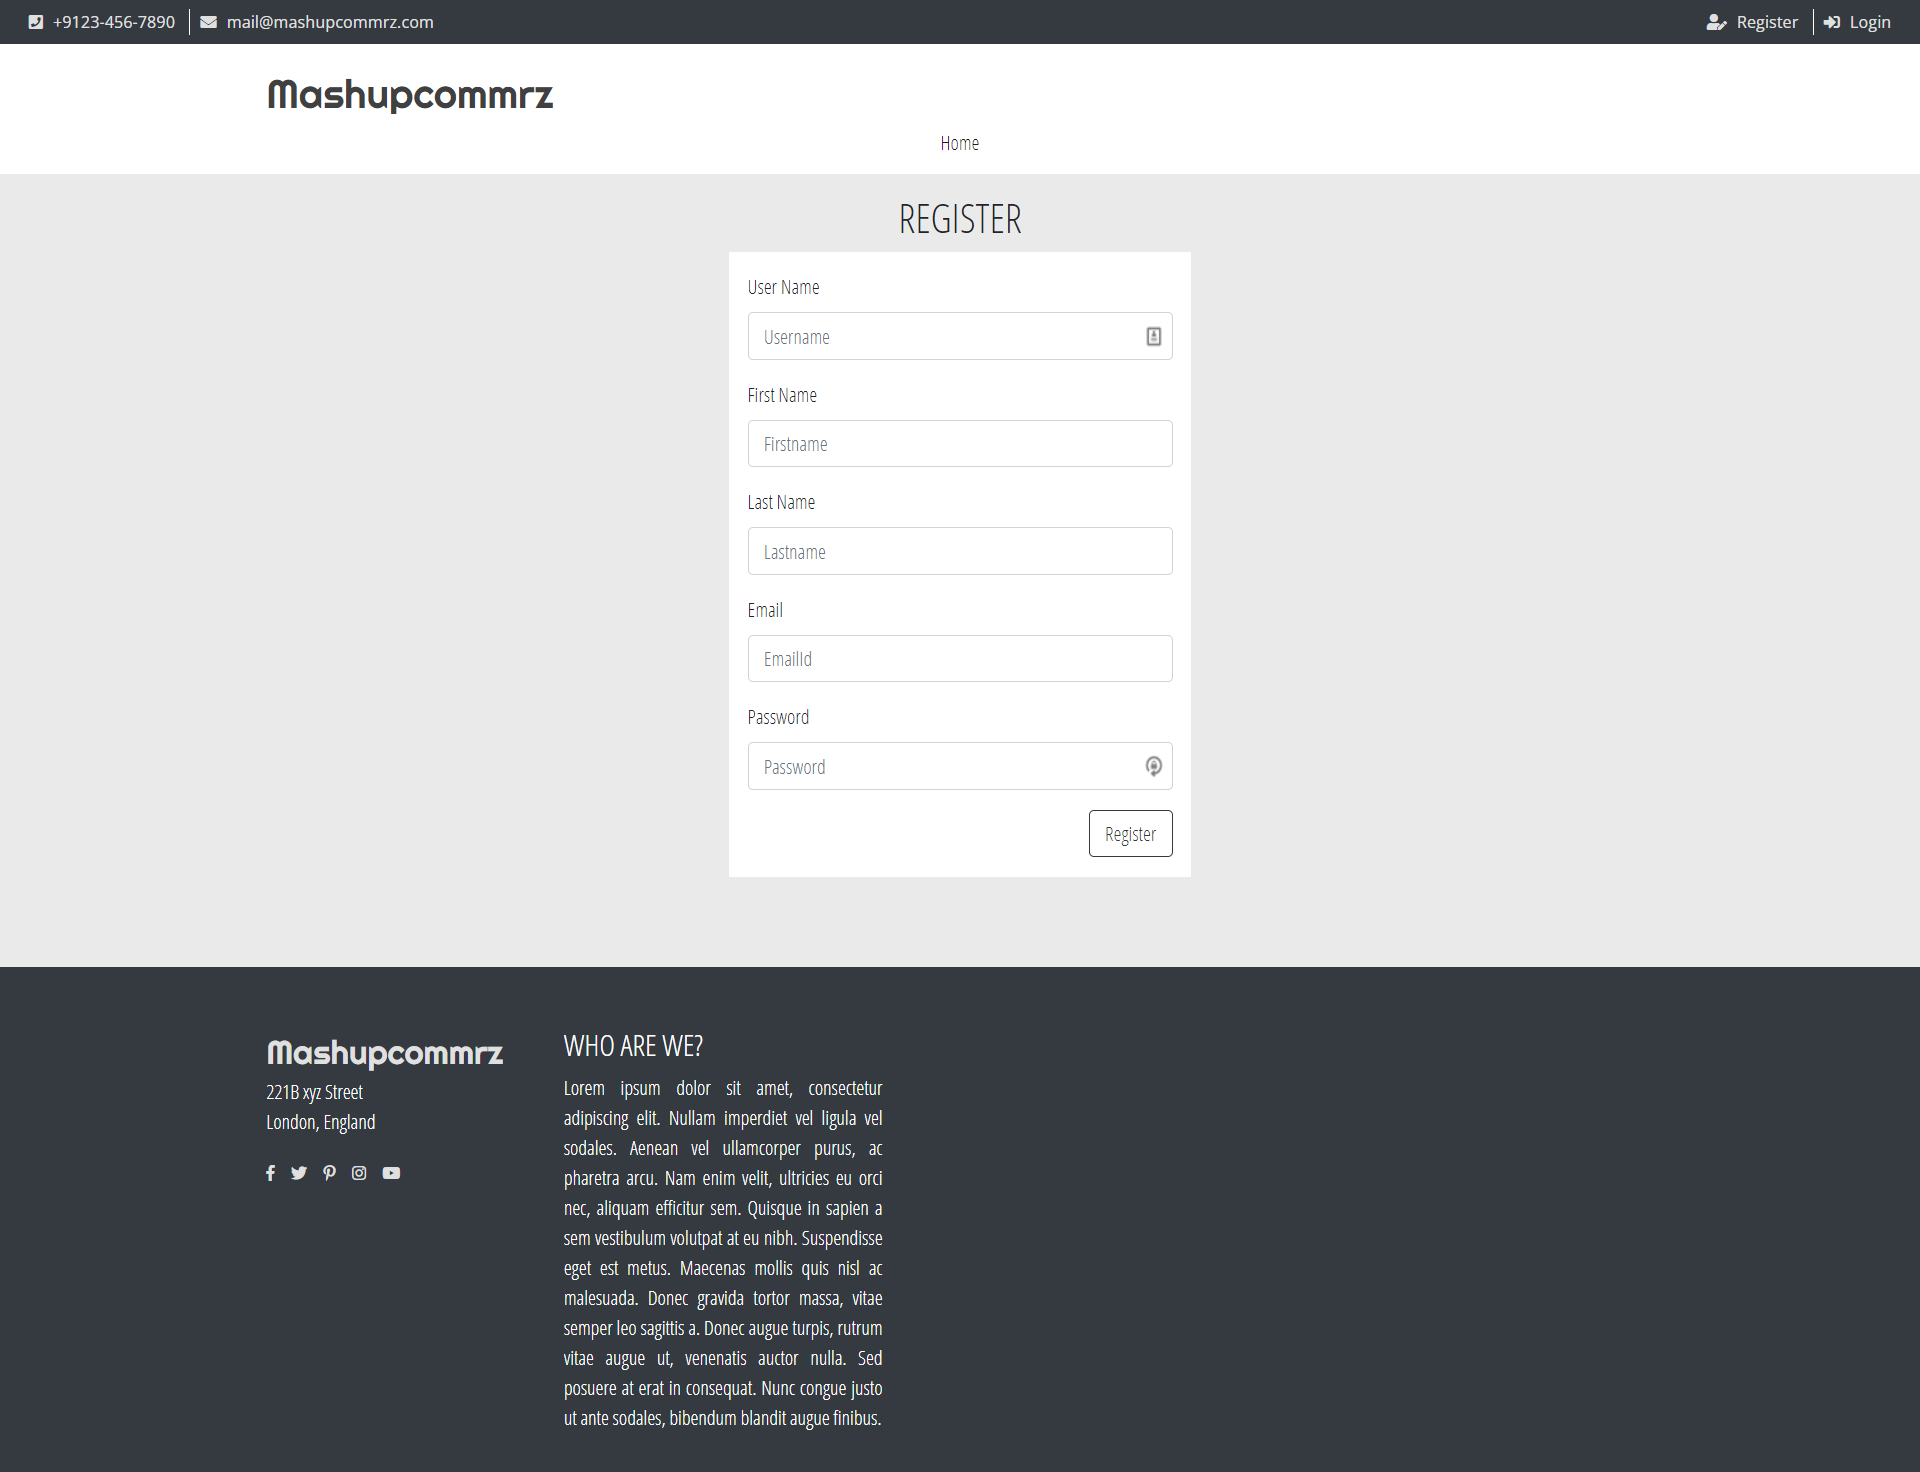 +9123-456-7890 mail@mashupcommrz.com Register Login
Mashupcommrz
Home
REGISTER
User Name
Username
First Name
Firstname
Last Name
Lastname
Email
EmailId
Password
Password
Register
Mashupcommrz
221B xyz Street
London, England
WHO ARE WE?
Lorem ipsum dolor sit amet, consectetur
adipiscing elit. Nullam imperdiet vel ligula vel
sodales. Aenean vel ullamcorper purus, ac
pharetra arcu. Nam enim velit, ultricies eu orci
nec, aliquam efficitur sem. Quisque in sapien a
sem vestibulum volutpat at eu nibh. Suspendisse
eget est metus. Maecenas mollis quis nisl ac
malesuada. Donec gravida tortor massa, vitae
semper leo sagittis a. Donec augue turpis, rutrum
vitae augue ut, venenatis auctor nulla. Sed
posuere at erat in consequat. Nunc congue justo
ut ante sodales, bibendum blandit augue finibus.